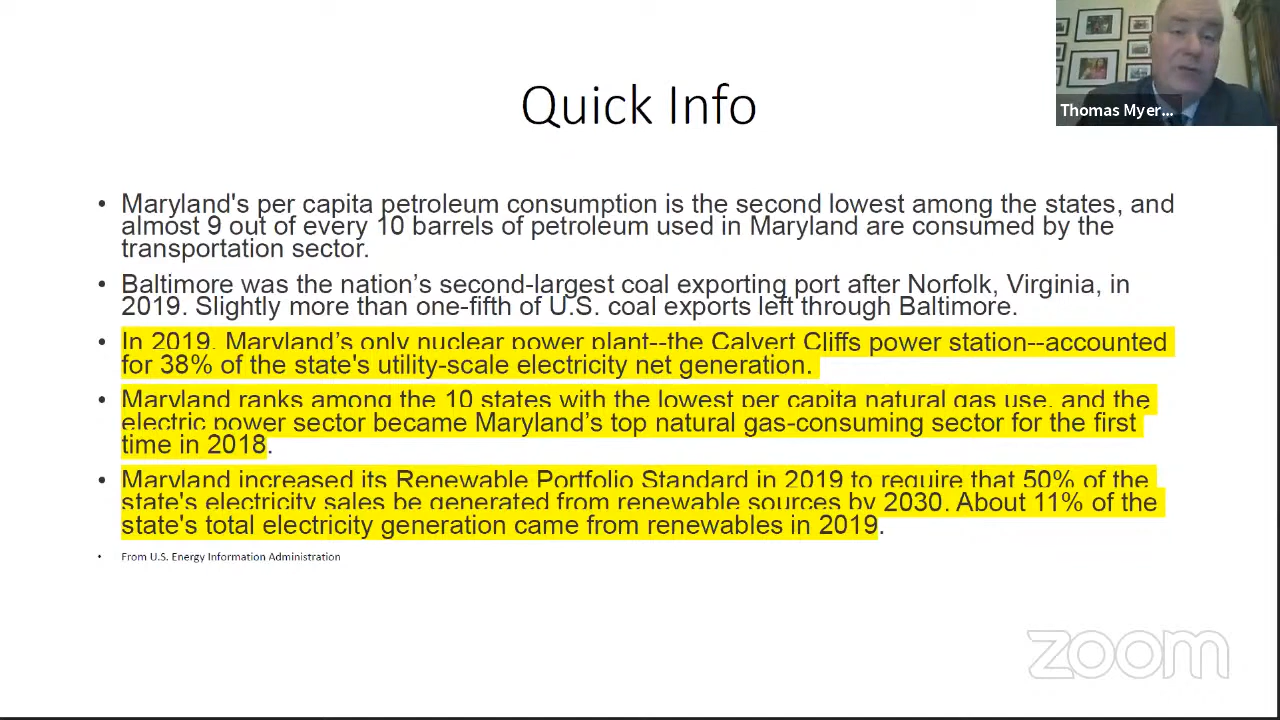 Thomas Myer...
Quick Info
• Maryland's per capita petroleum consumption is the second lowest among the states, and
almost 9 out of every 10 barrels of petroleum used in Maryland are consumed by the
transportation sector.
• Baltimore was the nation’s second-largest coal exporting port after Norfolk, Virginia, in
2019. Slightly more than one-fifth of U.S. coal exports left through Baltimore.
• In 2019. Maryland’s only nuclear power plant--the Calvert Cliffs power station--accounted
for 38% of the state's utility-scale electricity net generation.
• Maryland ranks among the 10 states with the lowest per capita natural gas use, and the
electric power sector became Maryland’s top natural gas-consuming sector for the first
time in 2018.
• Maryland increased its Renewable Portfolio Standard in 2019 to require that 50% of the
state's electricity sales be generated from renewable sources by 2030. About 11% of the
state's total electricity generation came from renewables in 2019.
• From U.S. Energy Information Administration
zoom